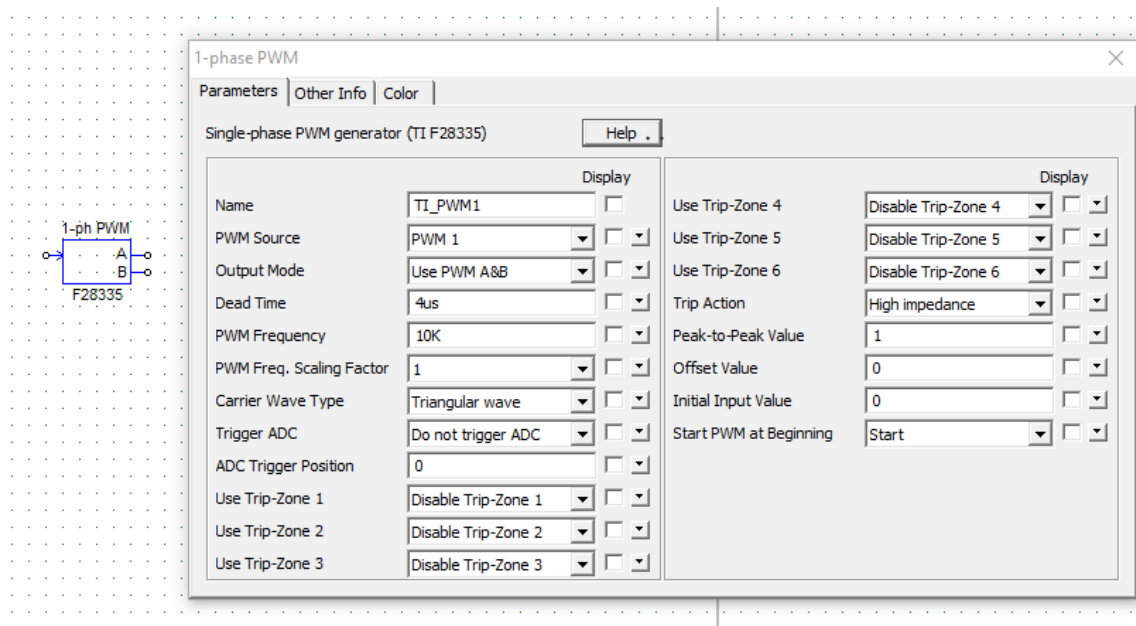 1-phase PWM
Parameters Other Info Color
Single-phase PWM generator (TI F28335) Help
Display
Name TI_PWM1
PWM Source PWM 1
Output Mode Use PWM A&B
Dead Time 4us
PWM Frequency 10K
PWM Freq. Scaling Factor 1
Carrier Wave Type Triangular wave
Trigger ADC Do not trigger ADC
ADC Trigger Position 0
Use Trip-Zone 1 Disable Trip-Zone 1
Use Trip-Zone 2 Disable Trip-Zone 2
Use Trip-Zone 3 Disable Trip-Zone 3
Display
Use Trip-Zone 4 Disable Trip-Zone 4
Use Trip-Zone 5 Disable Trip-Zone 5
Use Trip-Zone 6 Disable Trip-Zone 6
Trip Action High impedance
Peak-to-Peak Value 1
Offset Value 0
Initial Input Value 0
Start PWM at Beginning Start
1-ph PWM
A
B
F28335